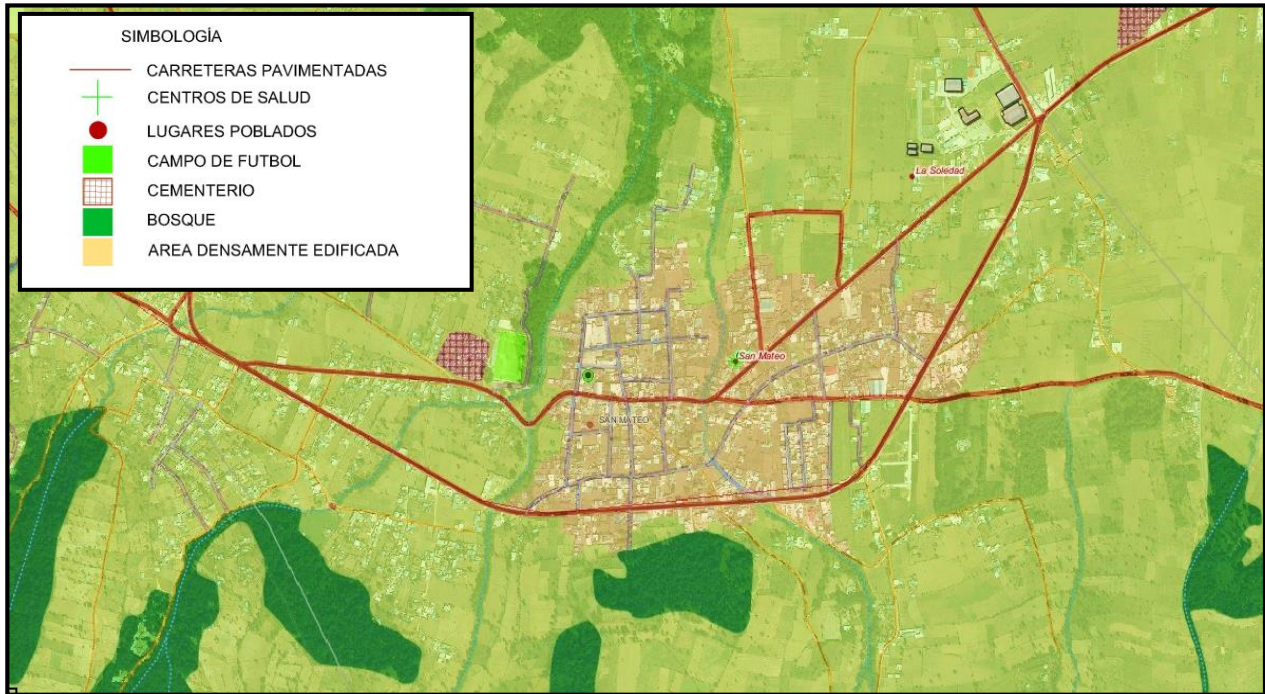 SIMBOLOGÍA
CARRETERAS PAVIMENTADAS
CENTROS DE SALUD
LUGARES POBLADOS
CAMPO DE FUTBOL
CEMENTERIO
BOSQUE
AREA DENSAMENTE EDIFICADA
La Soledad
San Mateo
SAN MATEO